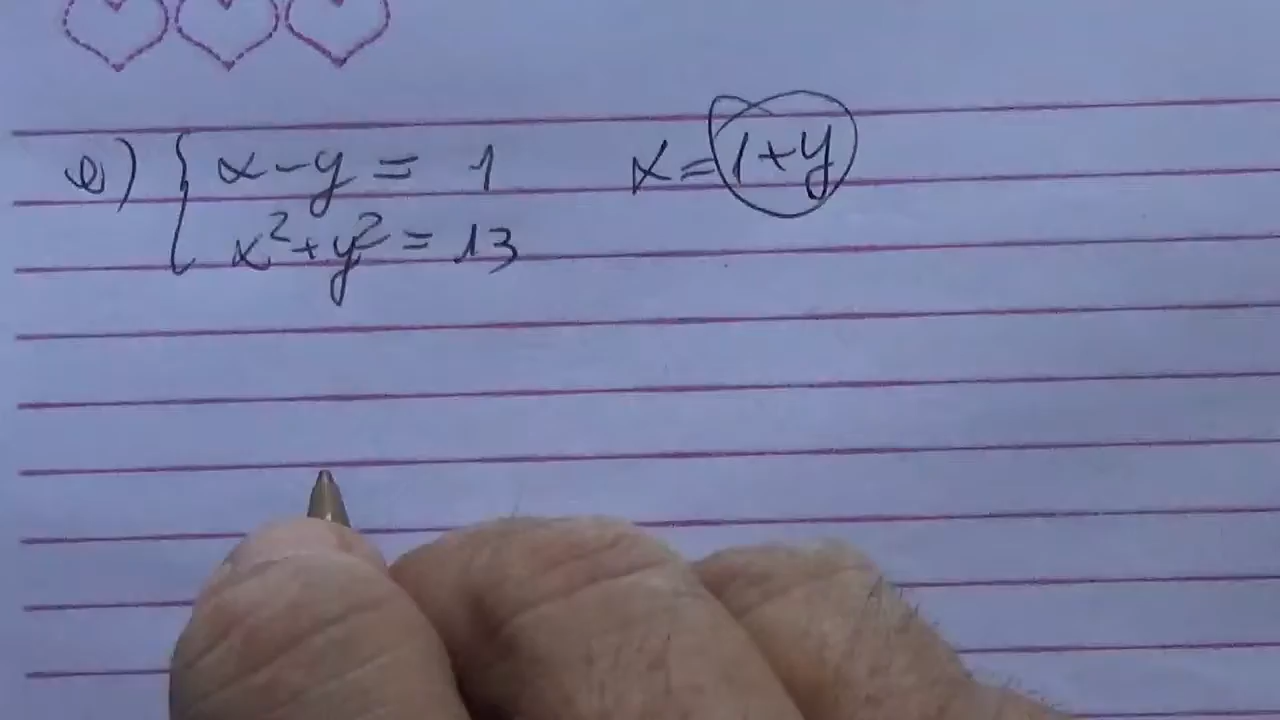 e) { x - y = 1 x = 1 + y
x² + y² = 13